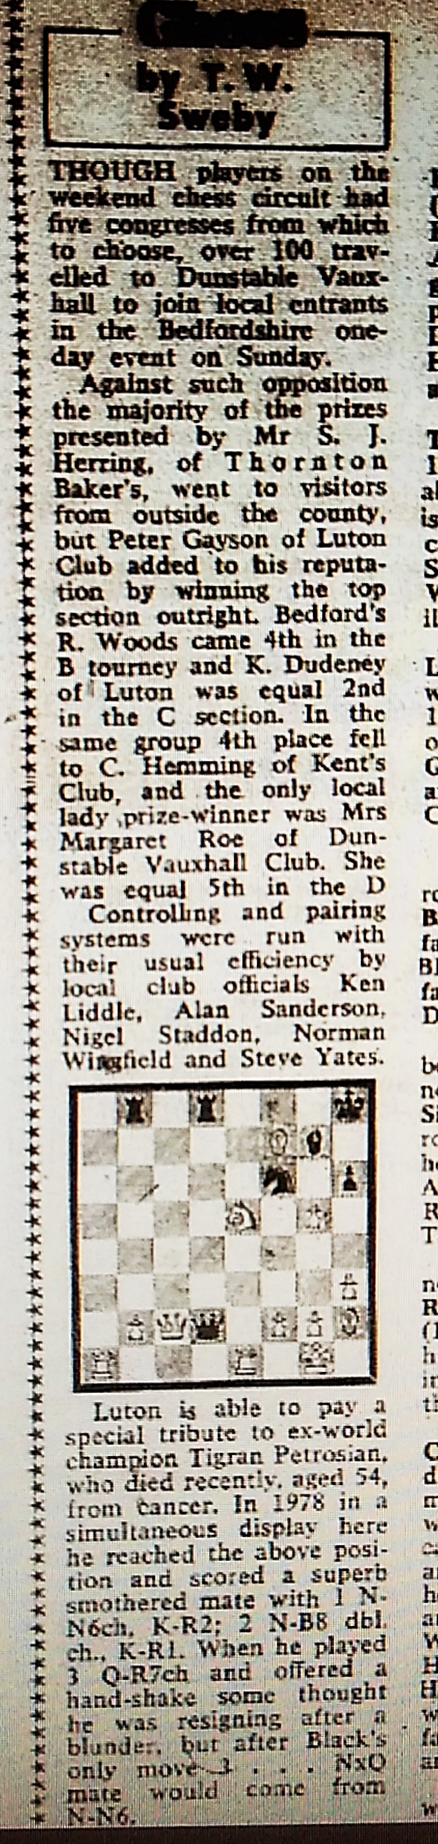 Chess
by T. W.
Sweby
THOUGH players on the
weekend chess circuit had
five congresses from which
to choose, over 100 trav-
elled to Dunstable Vaux-
hall to join local entrants
in the Bedfordshire one-
day event on Sunday.
Against such opposition
the majority of the prizes
presented by Mr S. J.
Herring, of Thornton
Baker's, went to visitors
from outside the county,
but Peter Gayson of Luton
Club added to his reputa-
tion by winning the top
section outright. Bedford's
R. Woods came 4th in the
B tourney and K. Dudeney
of Luton was equal 2nd
in the C section. In the
same group 4th place fell
to C. Hemming of Kent's
Club, and the only local
lady prize-winner was Mrs
Margaret Roe of Dun-
stable Vauxhall Club. She
was equal 5th in the D
Controlling and pairing
systems were run with
their usual efficiency by
local club officials Ken
Liddle, Alan Sanderson,
Nigel Staddon, Norman
Wingfield and Steve Yates.
Luton is able to pay a
special tribute to ex-world
champion Tigran Petrosian,
who died recently, aged 54,
from cancer. In 1978 in a
simultaneous display here
he reached the above posi-
tion and scored a superb
smothered mate with 1 N-
N6ch, K-R2; 2 N-B8 dbl.
ch., K-R1. When he played
3 Q-R7ch and offered a
hand-shake some thought
he was resigning after a
blunder, but after Black's
only move 3 . . . NxQ
mate would come from
N-N6.